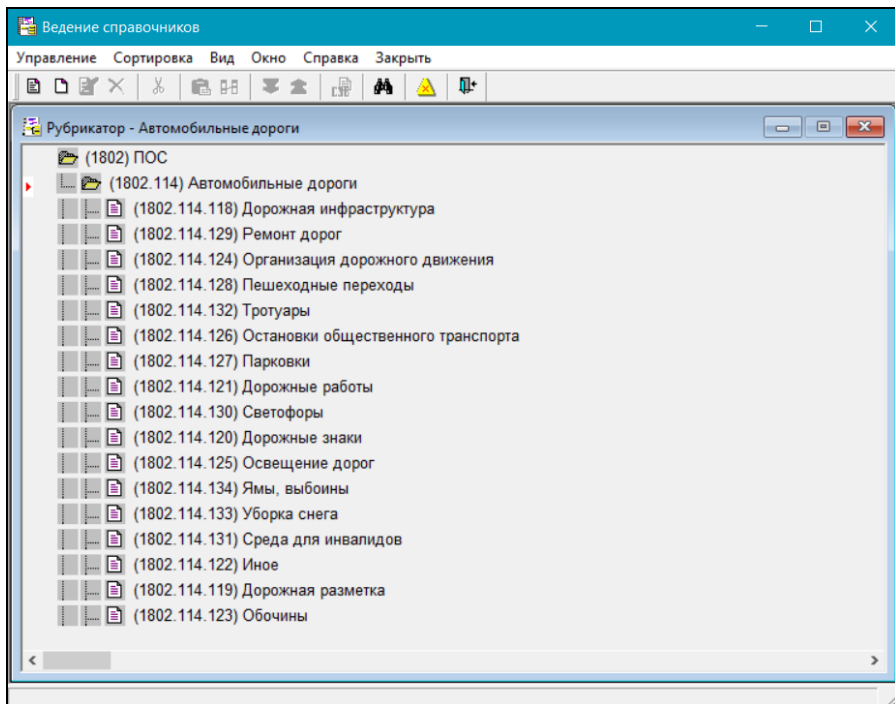 Ведение справочников
Управление Сортировка Вид Окно Справка Закрыть
Рубрикатор - Автомобильные дороги
(1802) ПОС
(1802.114) Автомобильные дороги
(1802.114.118) Дорожная инфраструктура
(1802.114.129) Ремонт дорог
(1802.114.124) Организация дорожного движения
(1802.114.128) Пешеходные переходы
(1802.114.132) Тротуары
(1802.114.126) Остановки общественного транспорта
(1802.114.127) Парковки
(1802.114.121) Дорожные работы
(1802.114.130) Светофоры
(1802.114.120) Дорожные знаки
(1802.114.125) Освещение дорог
(1802.114.134) Ямы, выбоины
(1802.114.133) Уборка снега
(1802.114.131) Среда для инвалидов
(1802.114.122) Иное
(1802.114.119) Дорожная разметка
(1802.114.123) Обочины